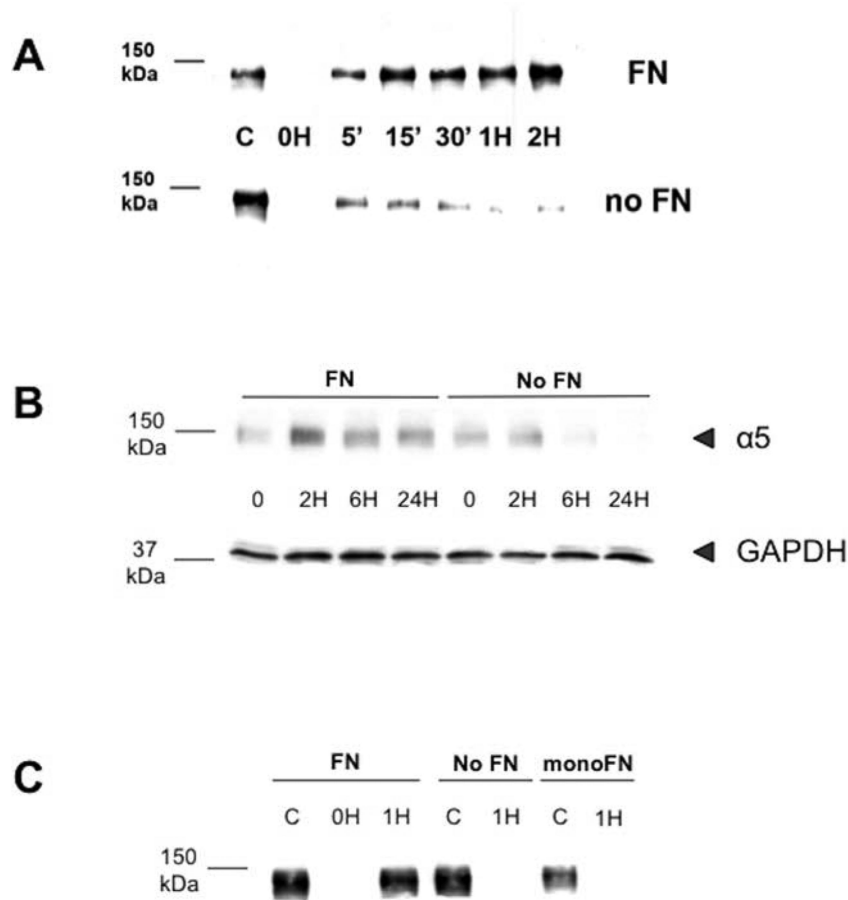 A
150
kDa
FN
C 0H 5' 15' 30' 1H 2H
150
kDa
no FN
B
FN No FN
150
kDa
α5
0 2H 6H 24H 0 2H 6H 24H
37
kDa
GAPDH
C
FN No FN monoFN
C 0H 1H C 1H C 1H
150
kDa